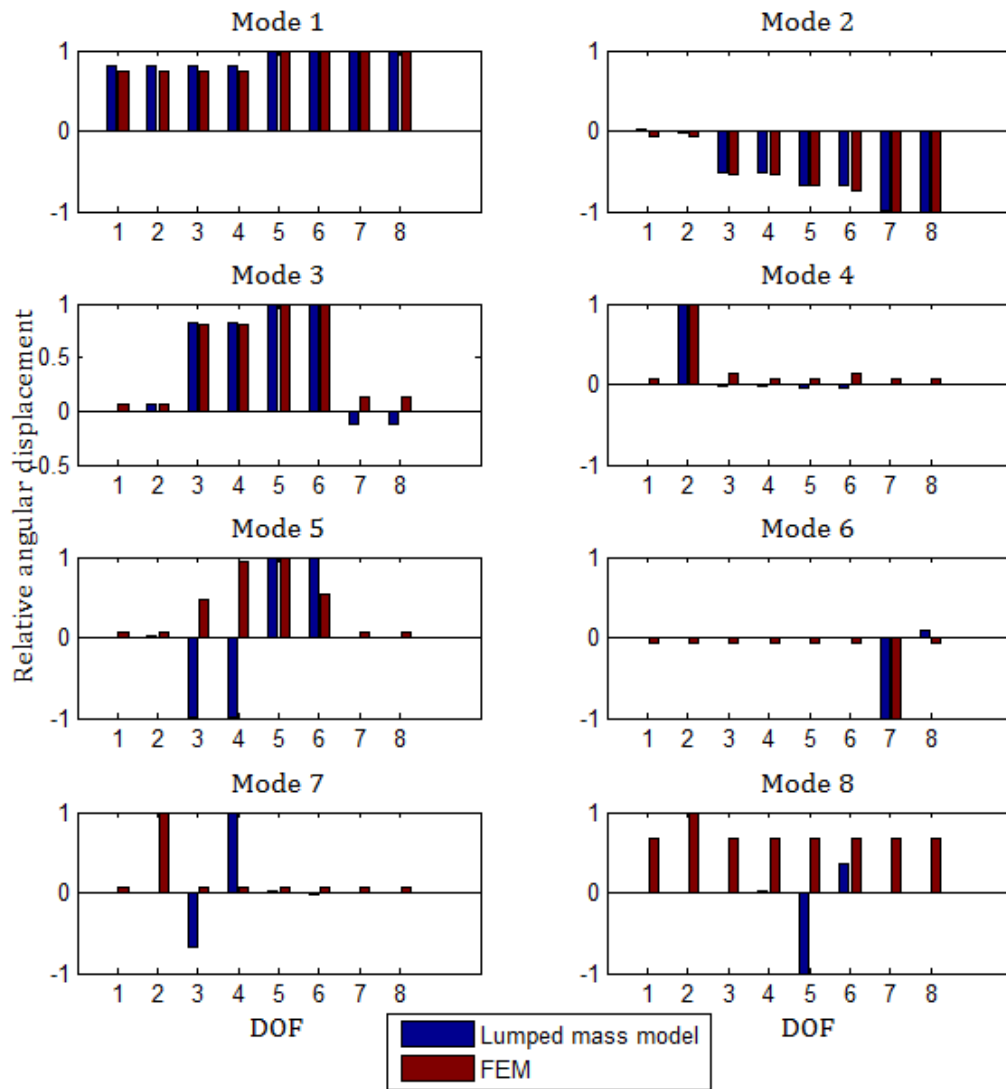 Mode 1
Mode 2
1
0
-1
1 2 3 4 5 6 7 8
1
0
-1
1 2 3 4 5 6 7 8
Mode 3
Mode 4
1
0.5
0
-0.5
1 2 3 4 5 6 7 8
1
0
-1
1 2 3 4 5 6 7 8
Relative angular displacement
Mode 5
Mode 6
1
0
-1
1 2 3 4 5 6 7 8
1
0
-1
1 2 3 4 5 6 7 8
Mode 7
Mode 8
1
0
-1
1 2 3 4 5 6 7 8
1
0
-1
1 2 3 4 5 6 7 8
DOF
DOF
Lumped mass model
FEM